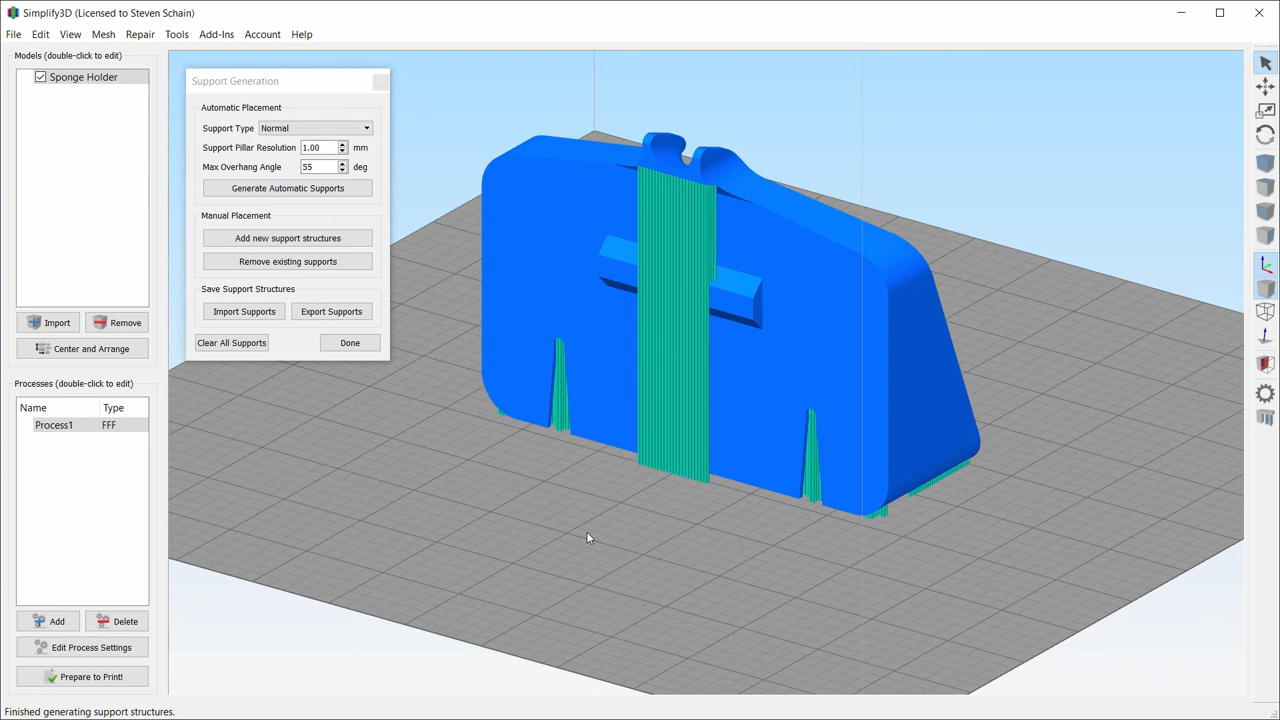 Simplify3D (Licensed to Steven Schain)
File Edit View Mesh Repair Tools Add-Ins Account Help
Models (double-click to edit)
Sponge Holder
Import Remove
Center and Arrange
Processes (double-click to edit)
Name Type
Process1 FFF
Add Delete
Edit Process Settings
Prepare to Print!
Support Generation
Automatic Placement
Support Type Normal
Support Pillar Resolution 1.00 mm
Max Overhang Angle 55 deg
Generate Automatic Supports
Manual Placement
Add new support structures
Remove existing supports
Save Support Structures
Import Supports Export Supports
Clear All Supports Done
Finished generating support structures.